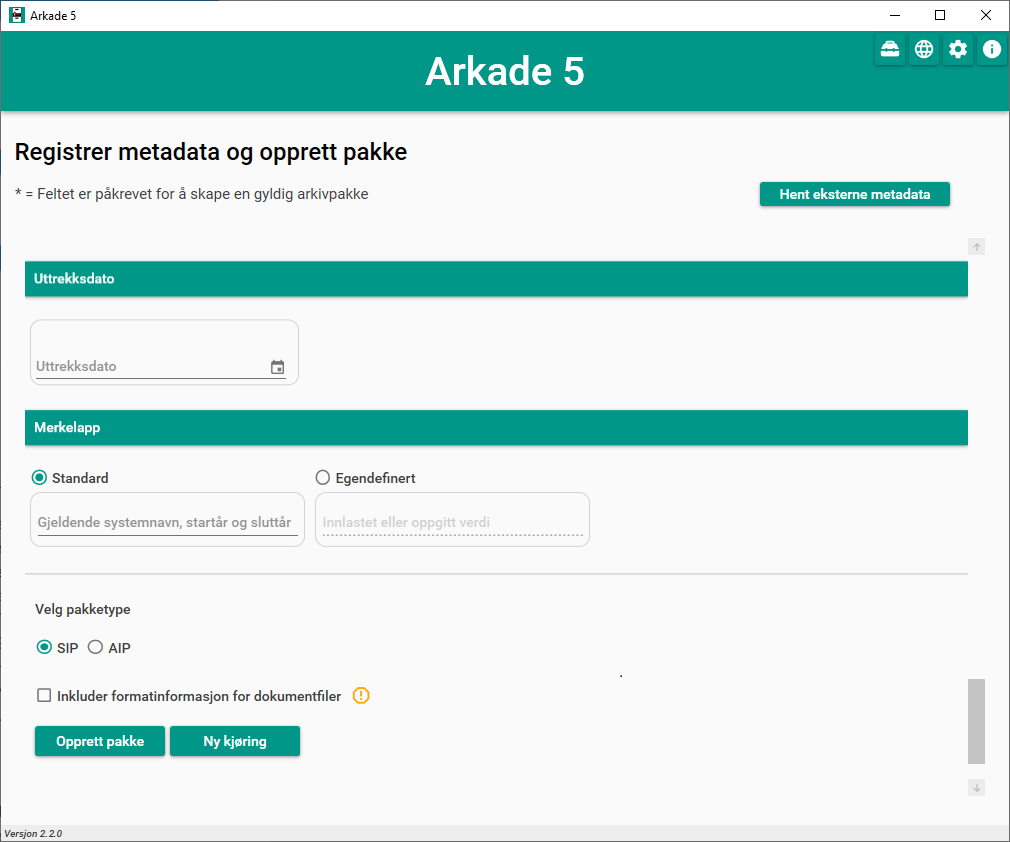 Arkade 5
Arkade 5
Registrer metadata og opprett pakke
* = Feltet er påkrevet for å skape en gyldig arkivpakke
Hent eksterne metadata
Uttrekksdato
Uttrekksdato
Merkelapp
Standard
Egendefinert
Gjeldende systemnavn, startår og sluttår
Innlastet eller oppgitt verdi
Velg pakketype
SIP
AIP
Inkluder formatinformasjon for dokumentfiler
Opprett pakke
Ny kjøring
Versjon 2.2.0